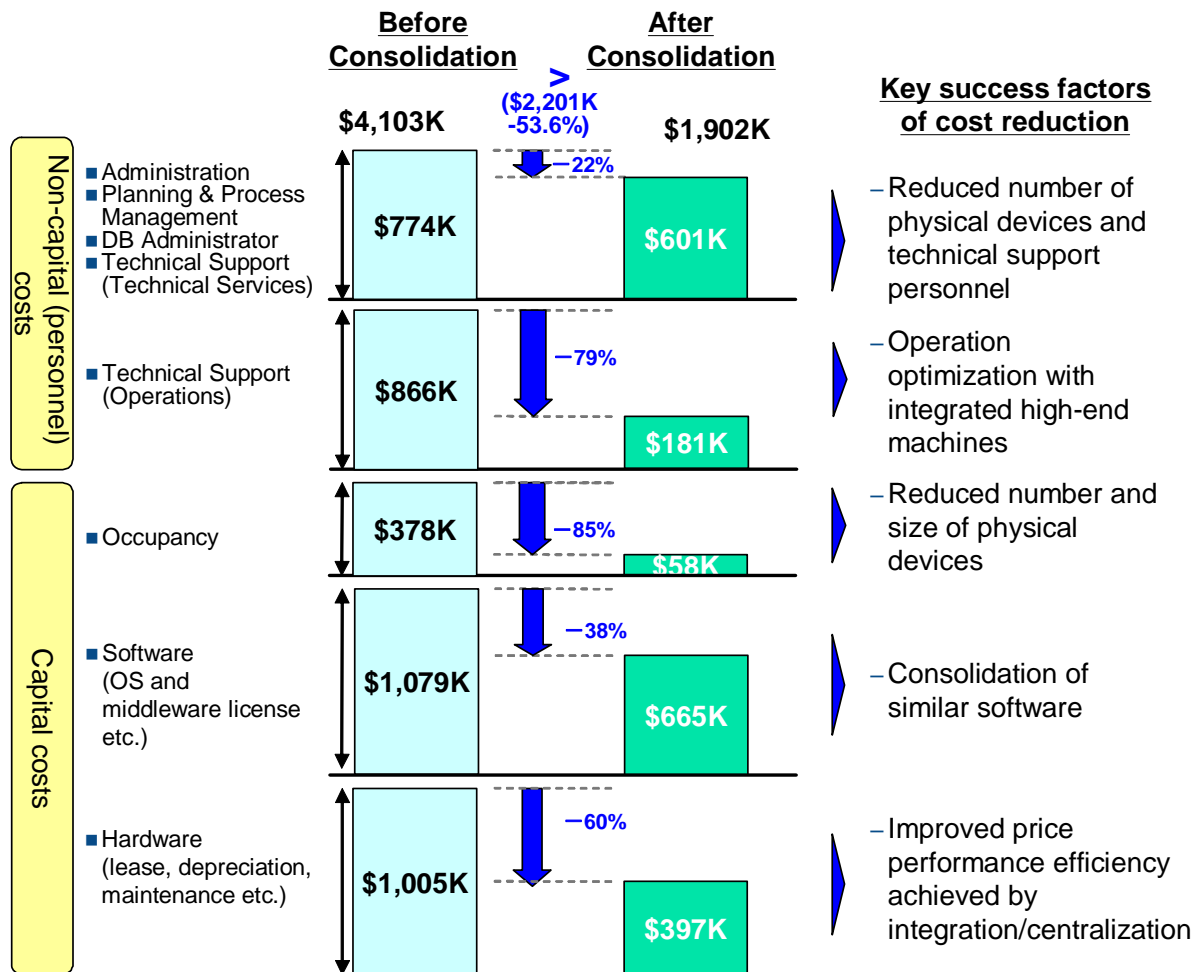 Before
Consolidation
After
Consolidation
>
($2,201K
-53.6%)
$4,103K
$1,902K
Key success factors
of cost reduction
Non-capital (personnel)
costs
■ Administration
■ Planning & Process
Management
■ DB Administrator
■ Technical Support
(Technical Services)
$774K
－22%
$601K
– Reduced number of
physical devices and
technical support
personnel
■ Technical Support
(Operations)
$866K
－79%
$181K
– Operation
optimization with
integrated high-end
machines
Capital costs
■ Occupancy
$378K
－85%
$58K
– Reduced number and
size of physical
devices
■ Software
(OS and
middleware license
etc.)
$1,079K
－38%
$665K
– Consolidation of
similar software
■ Hardware
(lease, depreciation,
maintenance etc.)
$1,005K
－60%
$397K
– Improved price
performance efficiency
achieved by
integration/centralization